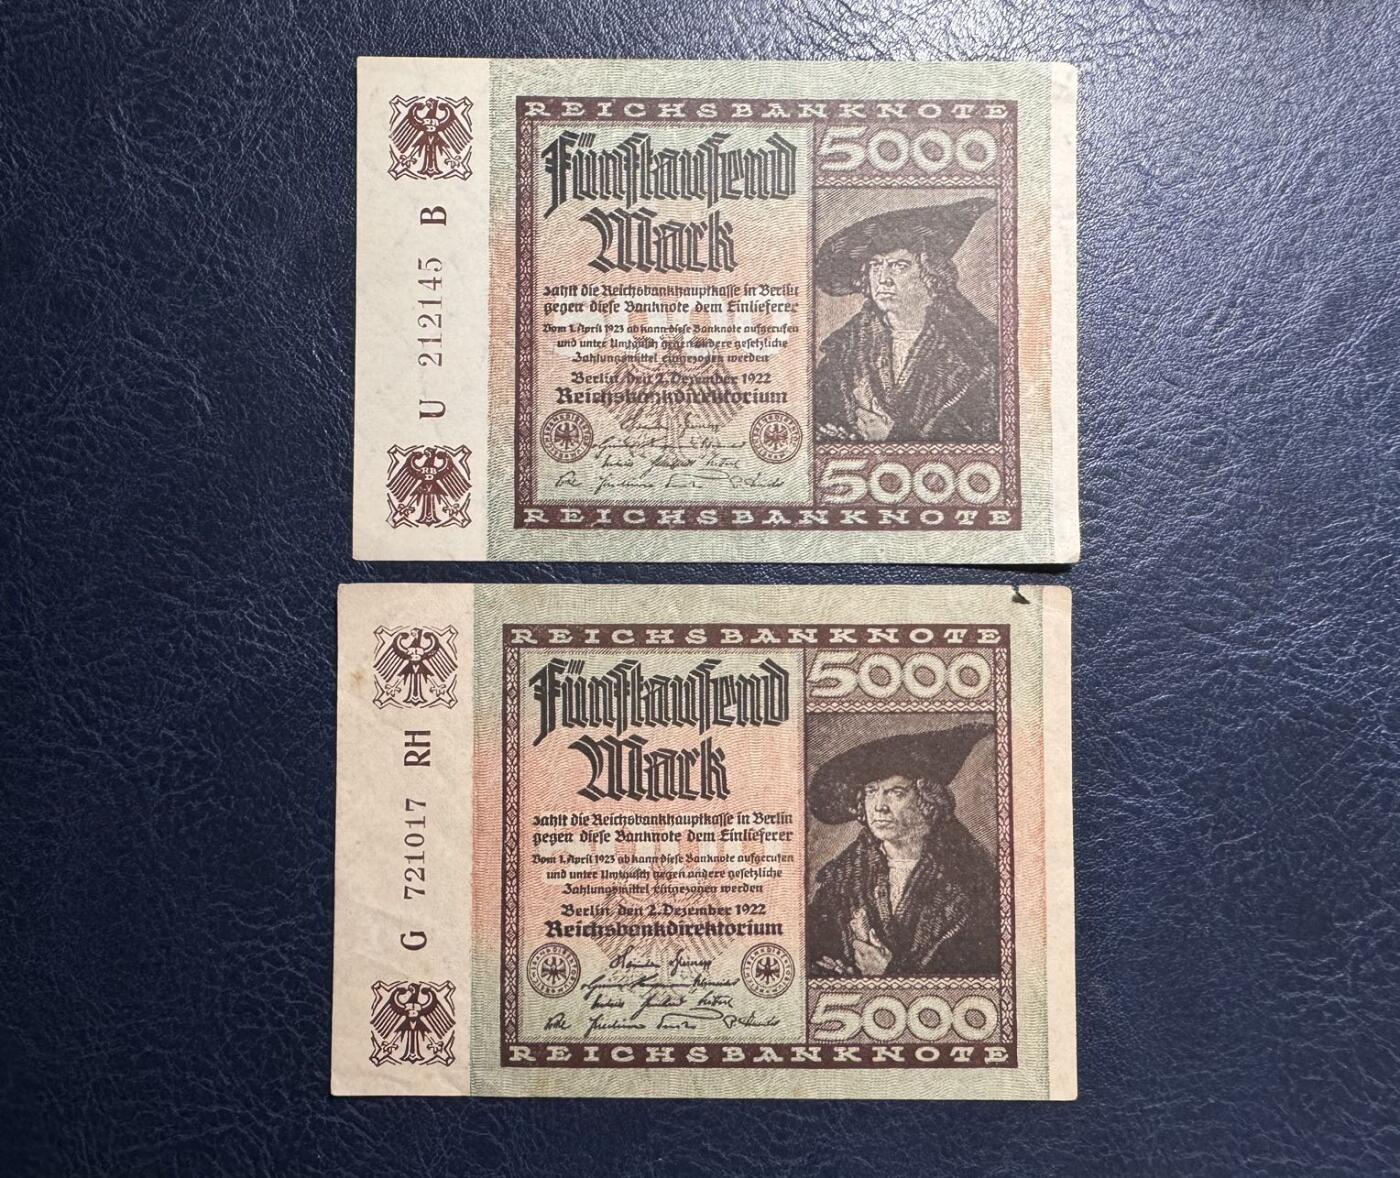 U 212145 B
REICHSBANKNOTE
Fünftausend
Mark
5000
zahlt die Reichsbankhauptkasse in Berlin
gegen diese Banknote dem Einlieferer
Vom 1. April 1923 ab kann diese Banknote aufgerufen
und unter Umtausch gegen andere gesetzliche
Zahlungsmittel eingezogen werden
Berlin, den 2. Dezember 1922
Reichsbankdirektorium
5000
REICHSBANKNOTE
G 721017 RH
REICHSBANKNOTE
Fünftausend
Mark
5000
zahlt die Reichsbankhauptkasse in Berlin
gegen diese Banknote dem Einlieferer
Vom 1. April 1923 ab kann diese Banknote aufgerufen
und unter Umtausch gegen andere gesetzliche
Zahlungsmittel eingezogen werden
Berlin, den 2. Dezember 1922
Reichsbankdirektorium
5000
REICHSBANKNOTE